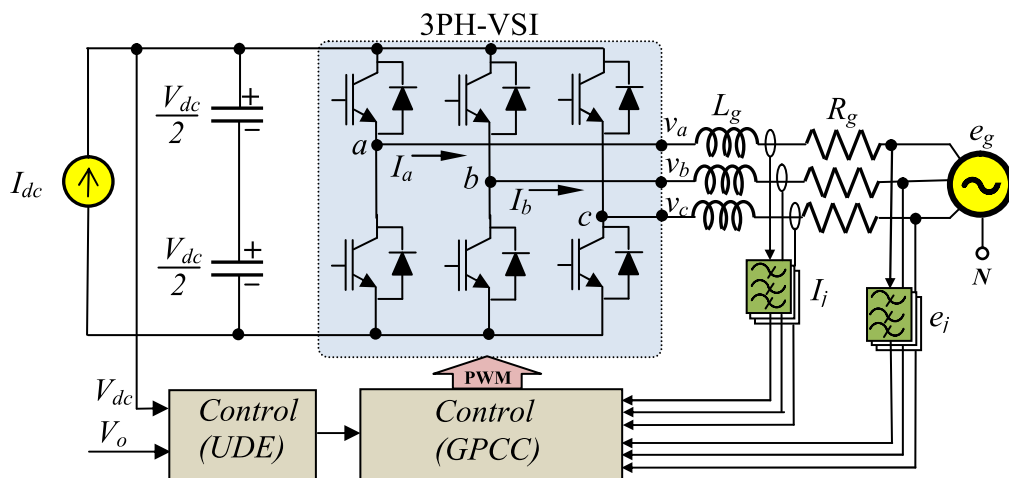 3PH-VSI
V_dc
2
+
−
V_dc
2
+
−
I_dc
a
I_a
b
I_b
c
v_a
v_b
v_c
L_g
R_g
e_g
N
I_j
e_j
PWM
V_dc
V_o
Control
(UDE)
Control
(GPCC)